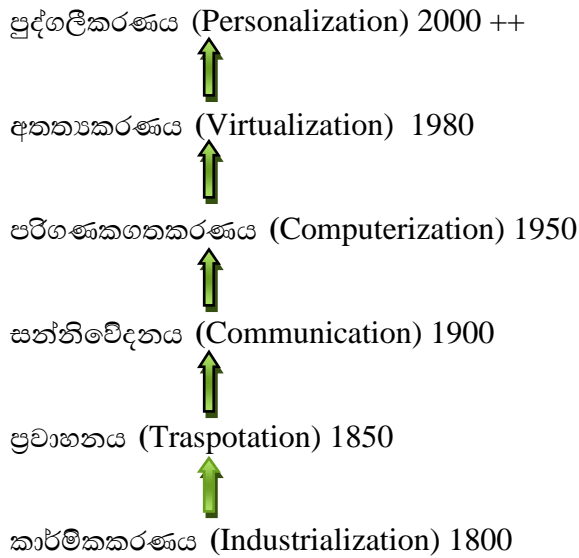 පුද්ගලීකරණය (Personalization) 2000 ++
අතත්‍යකරණය (Virtualization) 1980
පරිගණකගතකරණය (Computerization) 1950
සන්නිවේදනය (Communication) 1900
ප්‍රවාහනය (Traspotation) 1850
කාර්මිකකරණය (Industrialization) 1800